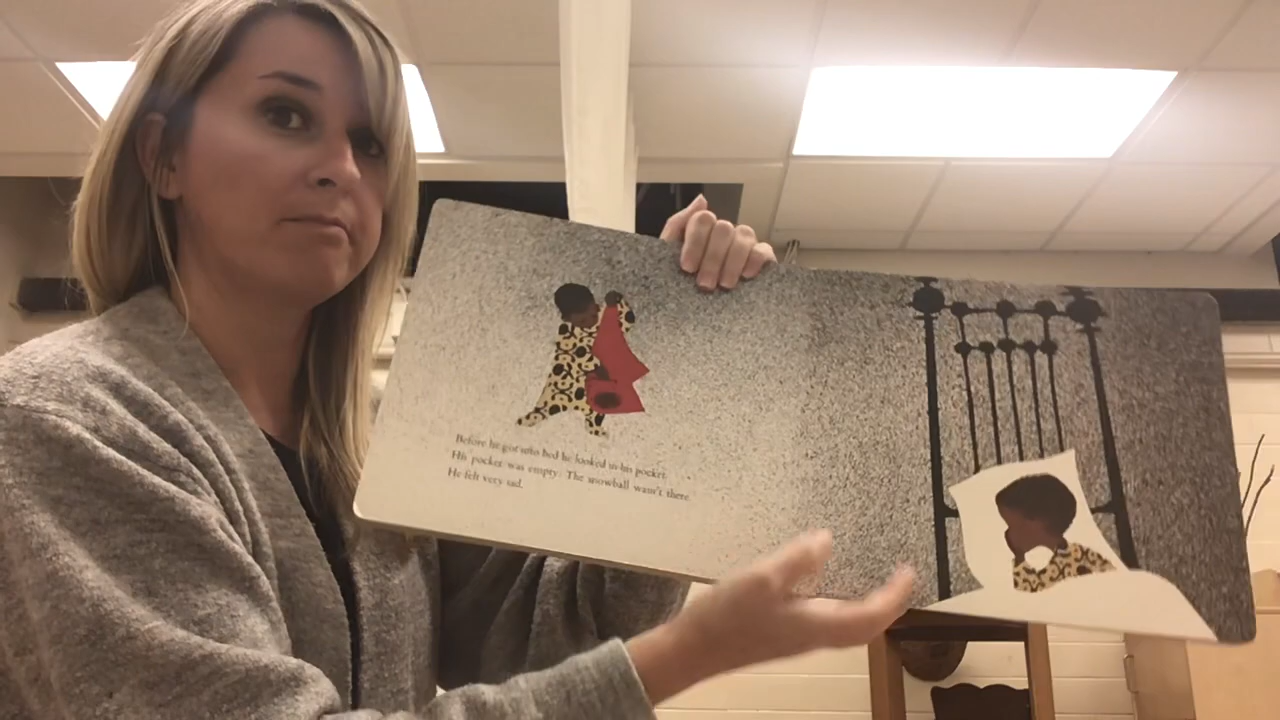 Before he got into bed he looked in his pocket.
His pocket was empty. The snowball wasn't there.
He felt very sad.